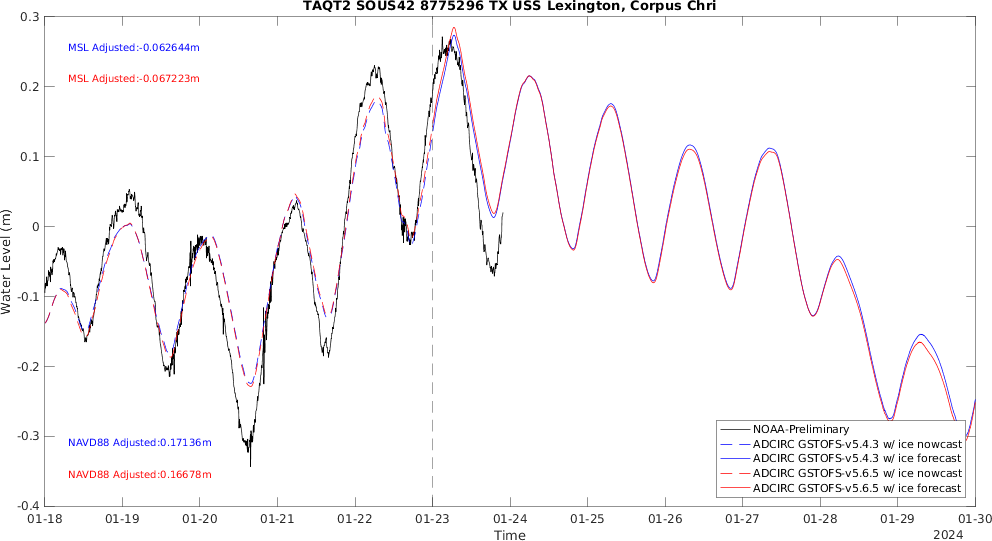 TAQT2 SOUS42 8775296 TX USS Lexington, Corpus Chri
0.3
MSL Adjusted:-0.062644m
MSL Adjusted:-0.067223m
0.2
0.1
0
Water Level (m)
-0.1
-0.2
-0.3
NAVD88 Adjusted:0.17136m
NAVD88 Adjusted:0.16678m
-0.4
NOAA-Preliminary
ADCIRC GSTOFS-v5.4.3 w/ ice nowcast
ADCIRC GSTOFS-v5.4.3 w/ ice forecast
ADCIRC GSTOFS-v5.6.5 w/ ice nowcast
ADCIRC GSTOFS-v5.6.5 w/ ice forecast
01-18 01-19 01-20 01-21 01-22 01-23 01-24 01-25 01-26 01-27 01-28 01-29 01-30
Time
2024